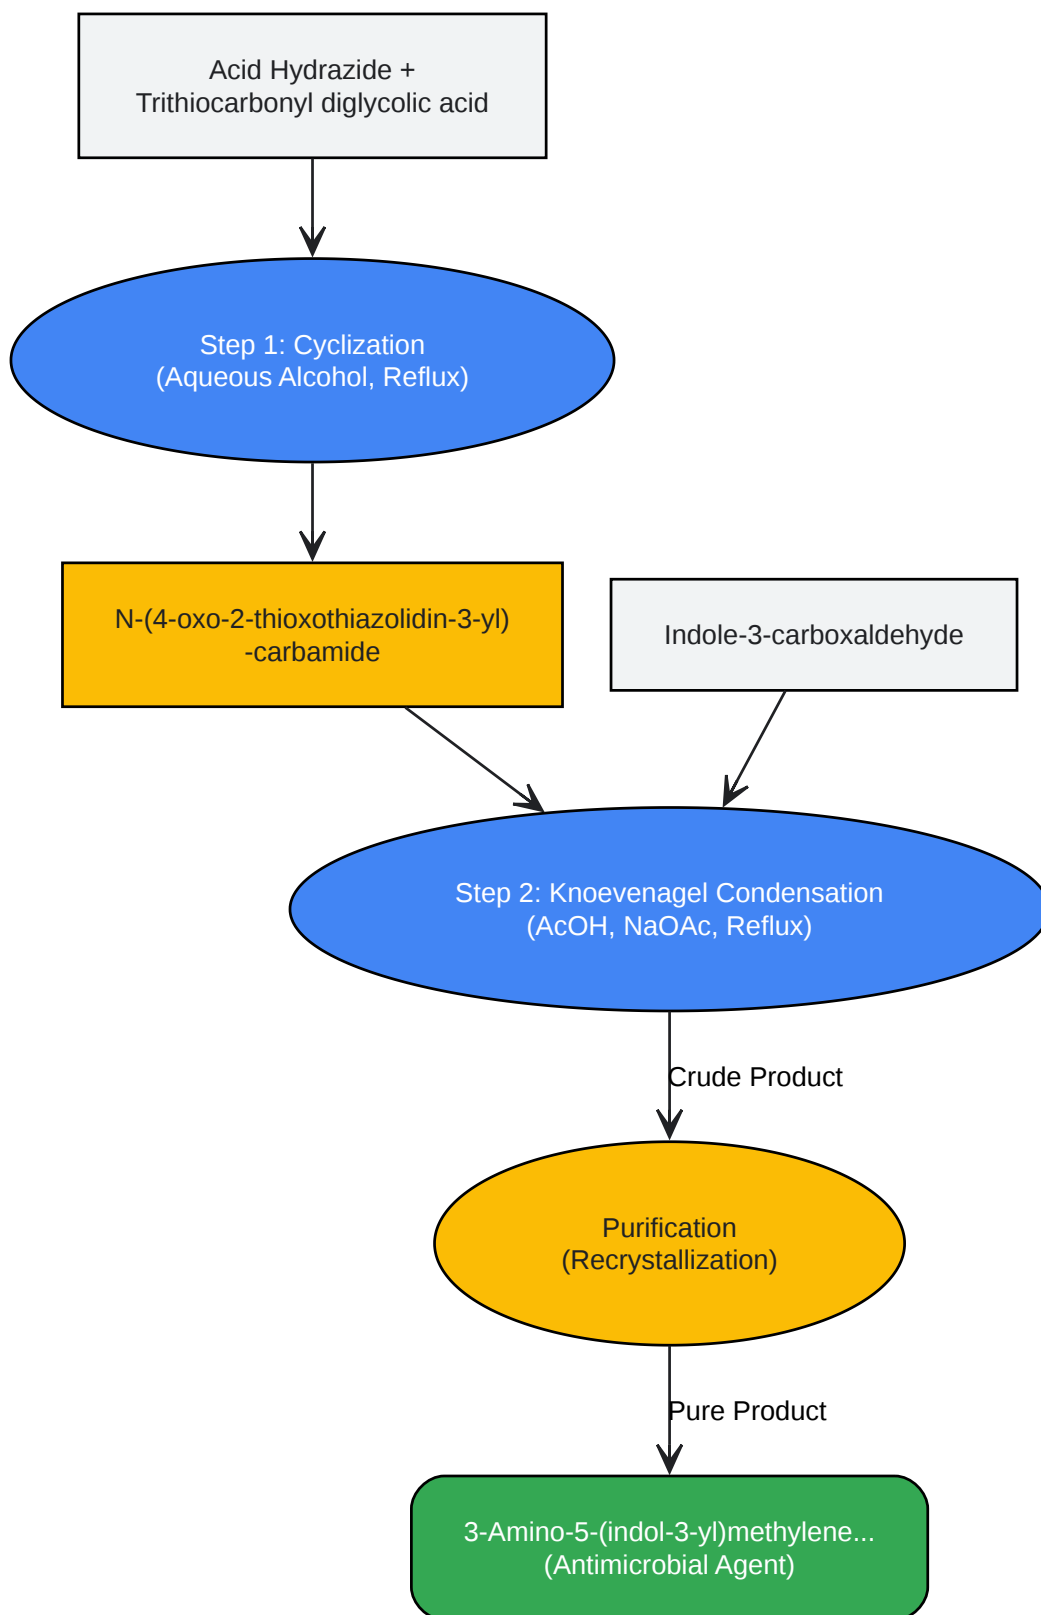 Acid Hydrazide +
Trithiocarbonyl diglycolic acid
Step 1: Cyclization
(Aqueous Alcohol, Reflux)
N-(4-oxo-2-thioxothiazolidin-3-yl)
-carbamide
Indole-3-carboxaldehyde
Step 2: Knoevenagel Condensation
(AcOH, NaOAc, Reflux)
Crude Product
Purification
(Recrystallization)
Pure Product
3-Amino-5-(indol-3-yl)methylene...
(Antimicrobial Agent)